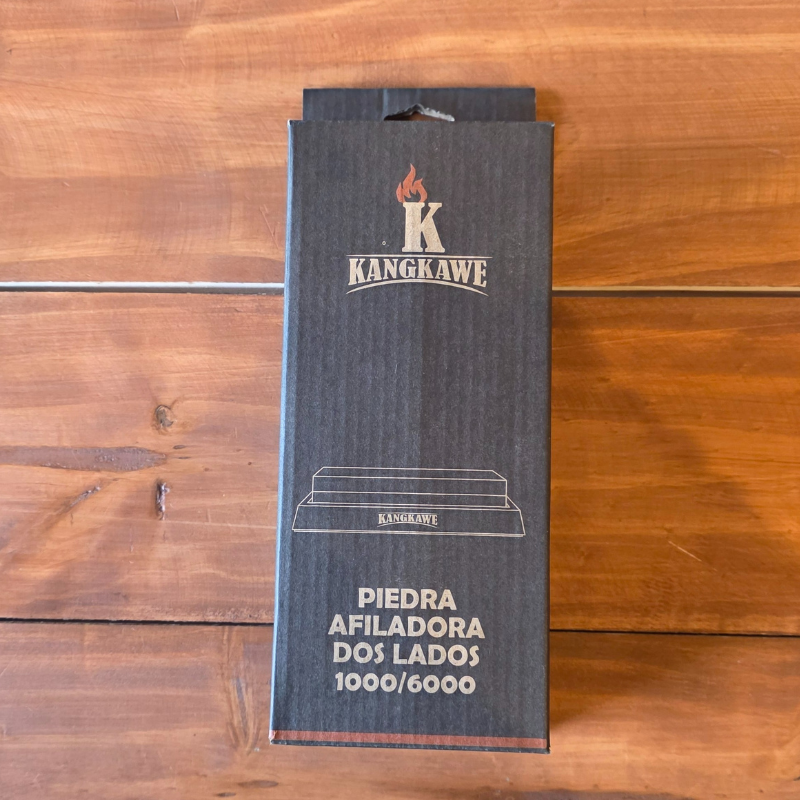 K
KANGKAWE
KANGKAWE
PIEDRA
AFILADORA
DOS LADOS
1000/6000